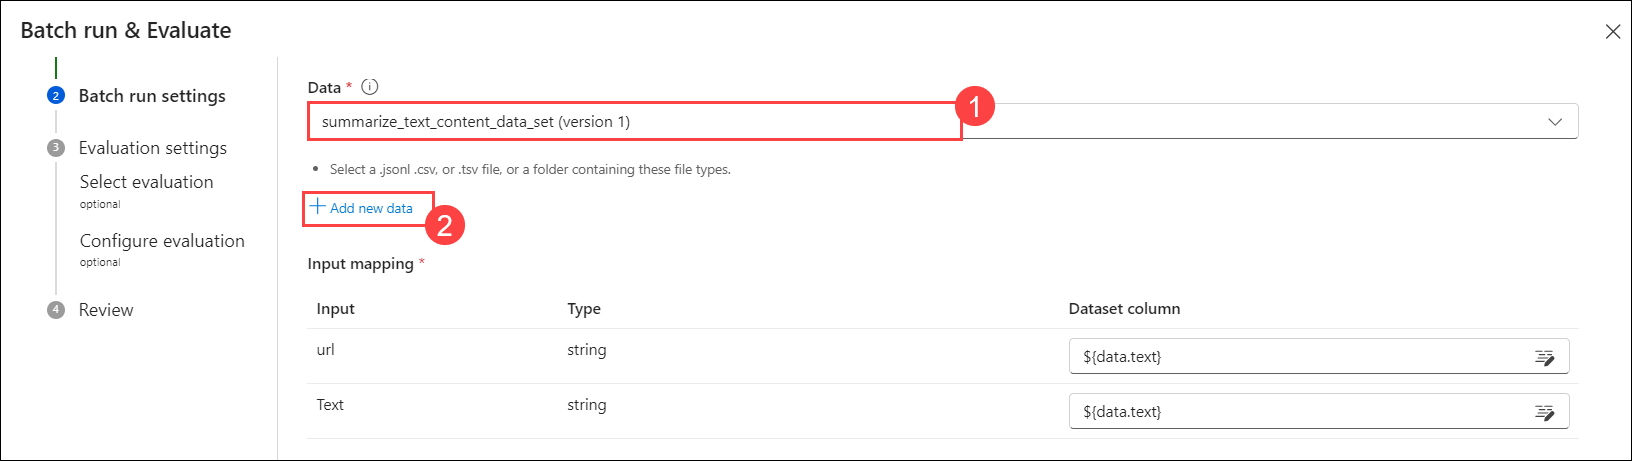 Batch run & Evaluate
2 Batch run settings
3 Evaluation settings
Select evaluation
optional
Configure evaluation
optional
4 Review
Data *
summarize_text_content_data_set (version 1)
1
• Select a .jsonl .csv, or .tsv file, or a folder containing these file types.
+ Add new data
2
Input mapping *
Input Type Dataset column
url string ${data.text}
Text string ${data.text}